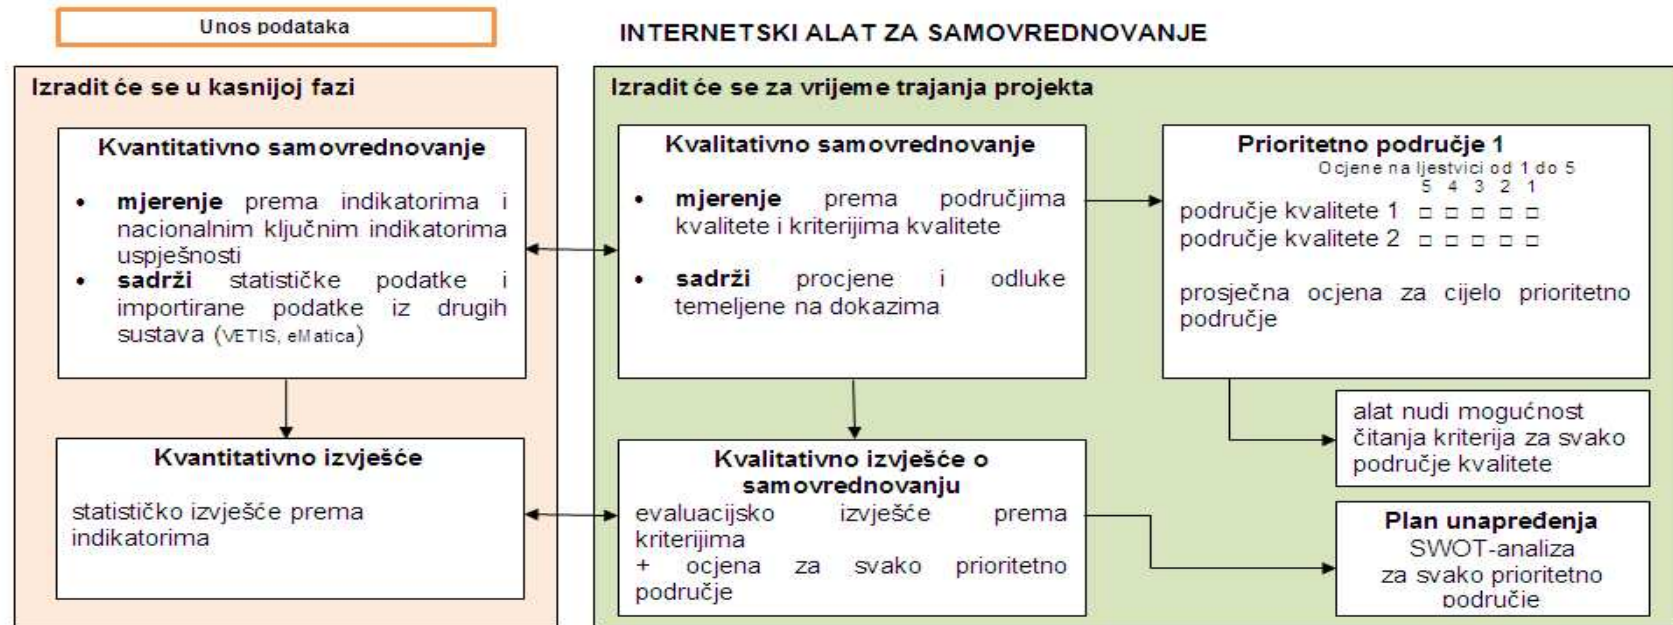 Unos podataka
INTERNETSKI ALAT ZA SAMOVREDNOVANJE
Izradit će se u kasnijoj fazi
Kvantitativno samovrednovanje
• mjerenje prema indikatorima i
nacionalnim ključnim indikatorima
uspješnosti
• sadrži statističke podatke i
importirane podatke iz drugih
sustava (VETIS, eMatica)
Kvantitativno izvješće
statističko izvješće prema
indikatorima
Izradit će se za vrijeme trajanja projekta
Kvalitativno samovrednovanje
• mjerenje prema područjima
kvalitete i kriterijima kvalitete
• sadrži procjene i odluke
temeljene na dokazima
Prioritetno područje 1
Ocjene na ljestvici od 1 do 5
5 4 3 2 1
područje kvalitete 1 □ □ □ □ □
područje kvalitete 2 □ □ □ □ □
prosječna ocjena za cijelo prioritetno
područje
alat nudi mogućnost
čitanja kriterija za svako
područje kvalitete
Kvalitativno izvješće o
samovrednovanju
evaluacijsko izvješće prema
kriterijima
+ ocjena za svako prioritetno
područje
Plan unapređenja
SWOT-analiza
za svako prioritetno
područje